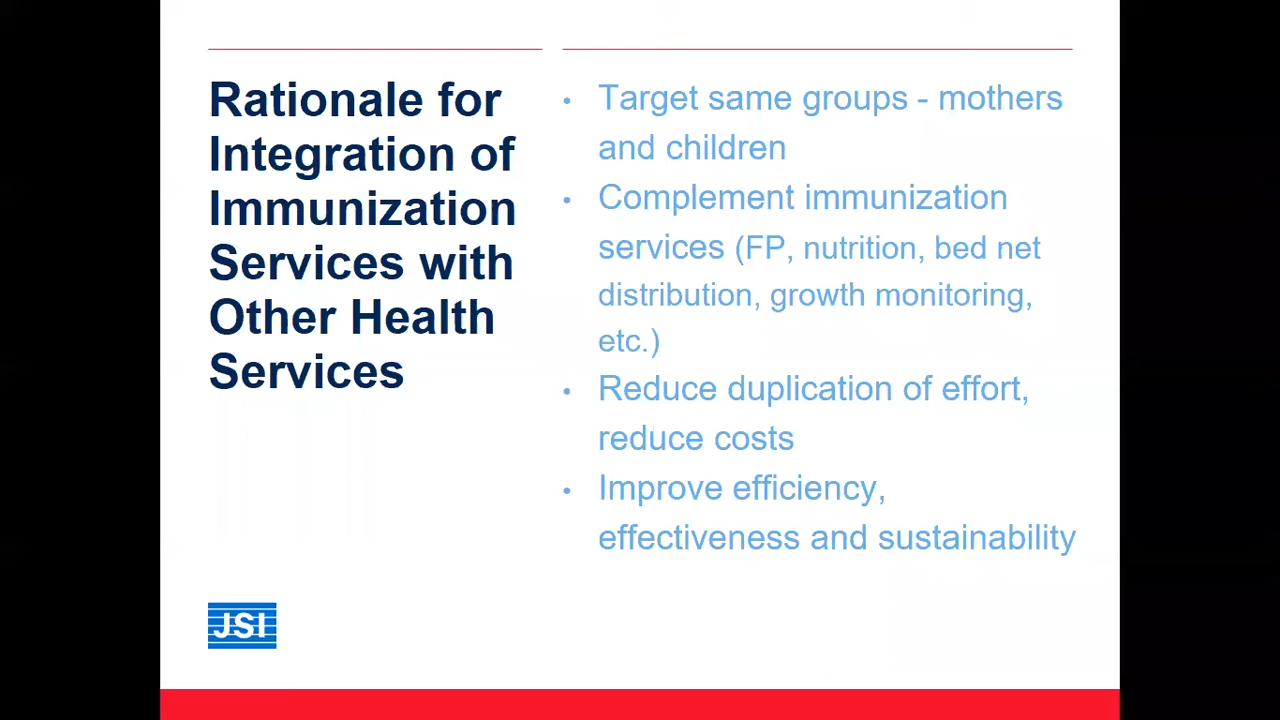 Rationale for
Integration of
Immunization
Services with
Other Health
Services
• Target same groups - mothers
and children
• Complement immunization
services (FP, nutrition, bed net
distribution, growth monitoring,
etc.)
• Reduce duplication of effort,
reduce costs
• Improve efficiency,
effectiveness and sustainability
JSI